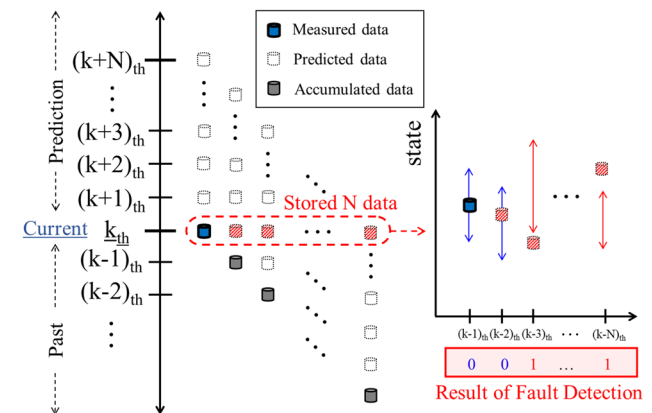 Measured data
Predicted data
Accumulated data
Prediction
Past
(k+N)th
(k+3)th
(k+2)th
(k+1)th
Current
kth
(k-1)th
(k-2)th
Stored N data
state
(k-1)th (k-2)th (k-3)th ... (k-N)th
0 0 1 ... 1
Result of Fault Detection